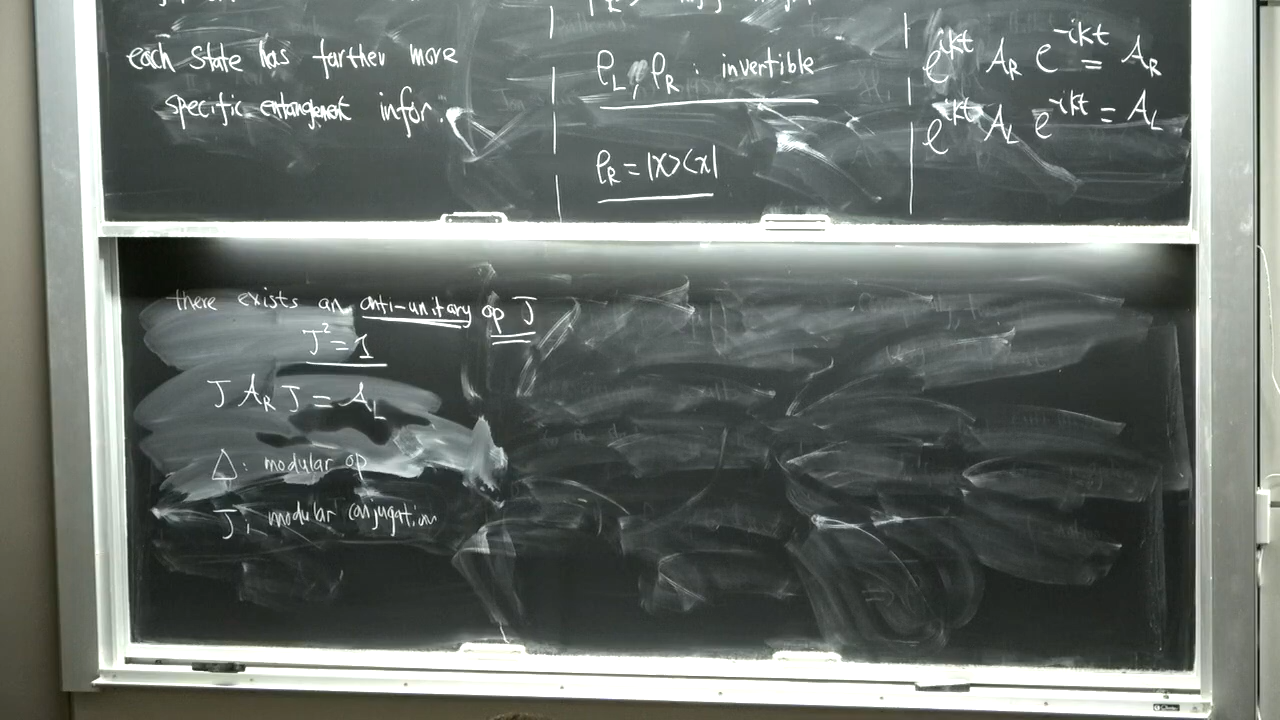 each state has farther more
specific entanglement infor.
ρ_L, ρ_R : invertible
ρ_R = |x><x|
e^{ikt} A_R e^{-ikt} = A_R
e^{ikt} A_L e^{-ikt} = A_L
there exists an anti-unitary op J
J² = 1
J A_R J = A_L
Δ: modular op
J, modular conjugation